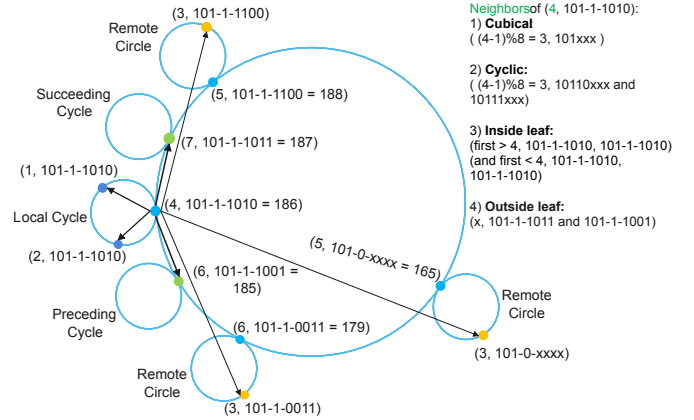 Remote
Circle
(3, 101-1-1100)
(5, 101-1-1100 = 188)
Succeeding
Cycle
(7, 101-1-1011 = 187)
(1, 101-1-1010)
Local Cycle
(4, 101-1-1010 = 186)
(2, 101-1-1010)
(6, 101-1-1001 =
185)
Preceding
Cycle
(6, 101-1-0011 = 179)
Remote
Circle
(3, 101-1-0011)
(5, 101-0-xxxx = 165)
Remote
Circle
(3, 101-0-xxxx)
Neighborsof (4, 101-1-1010):
1) Cubical:
( (4-1)%8 = 3, 101xxx )
2) Cyclic:
( (4-1)%8 = 3, 10110xxx and
10111xxx)
3) Inside leaf:
(first > 4, 101-1-1010, 101-1-1010)
(and first < 4, 101-1-1010,
101-1-1010)
4) Outside leaf:
(x, 101-1-1011 and 101-1-1001)